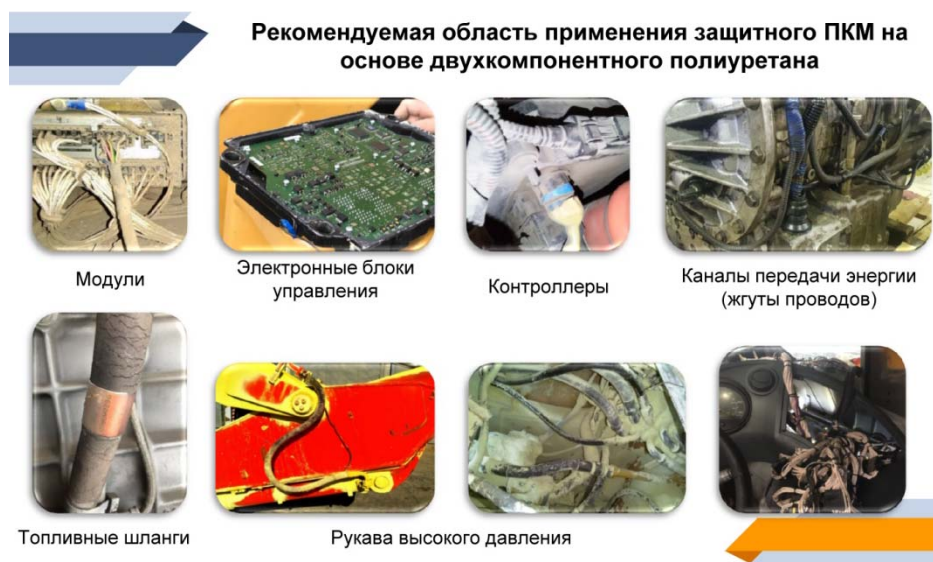 Рекомендуемая область применения защитного ПКМ на
основе двухкомпонентного полиуретана
Модули
Электронные блоки
управления
Контроллеры
Каналы передачи энергии
(жгуты проводов)
Топливные шланги
Рукава высокого давления